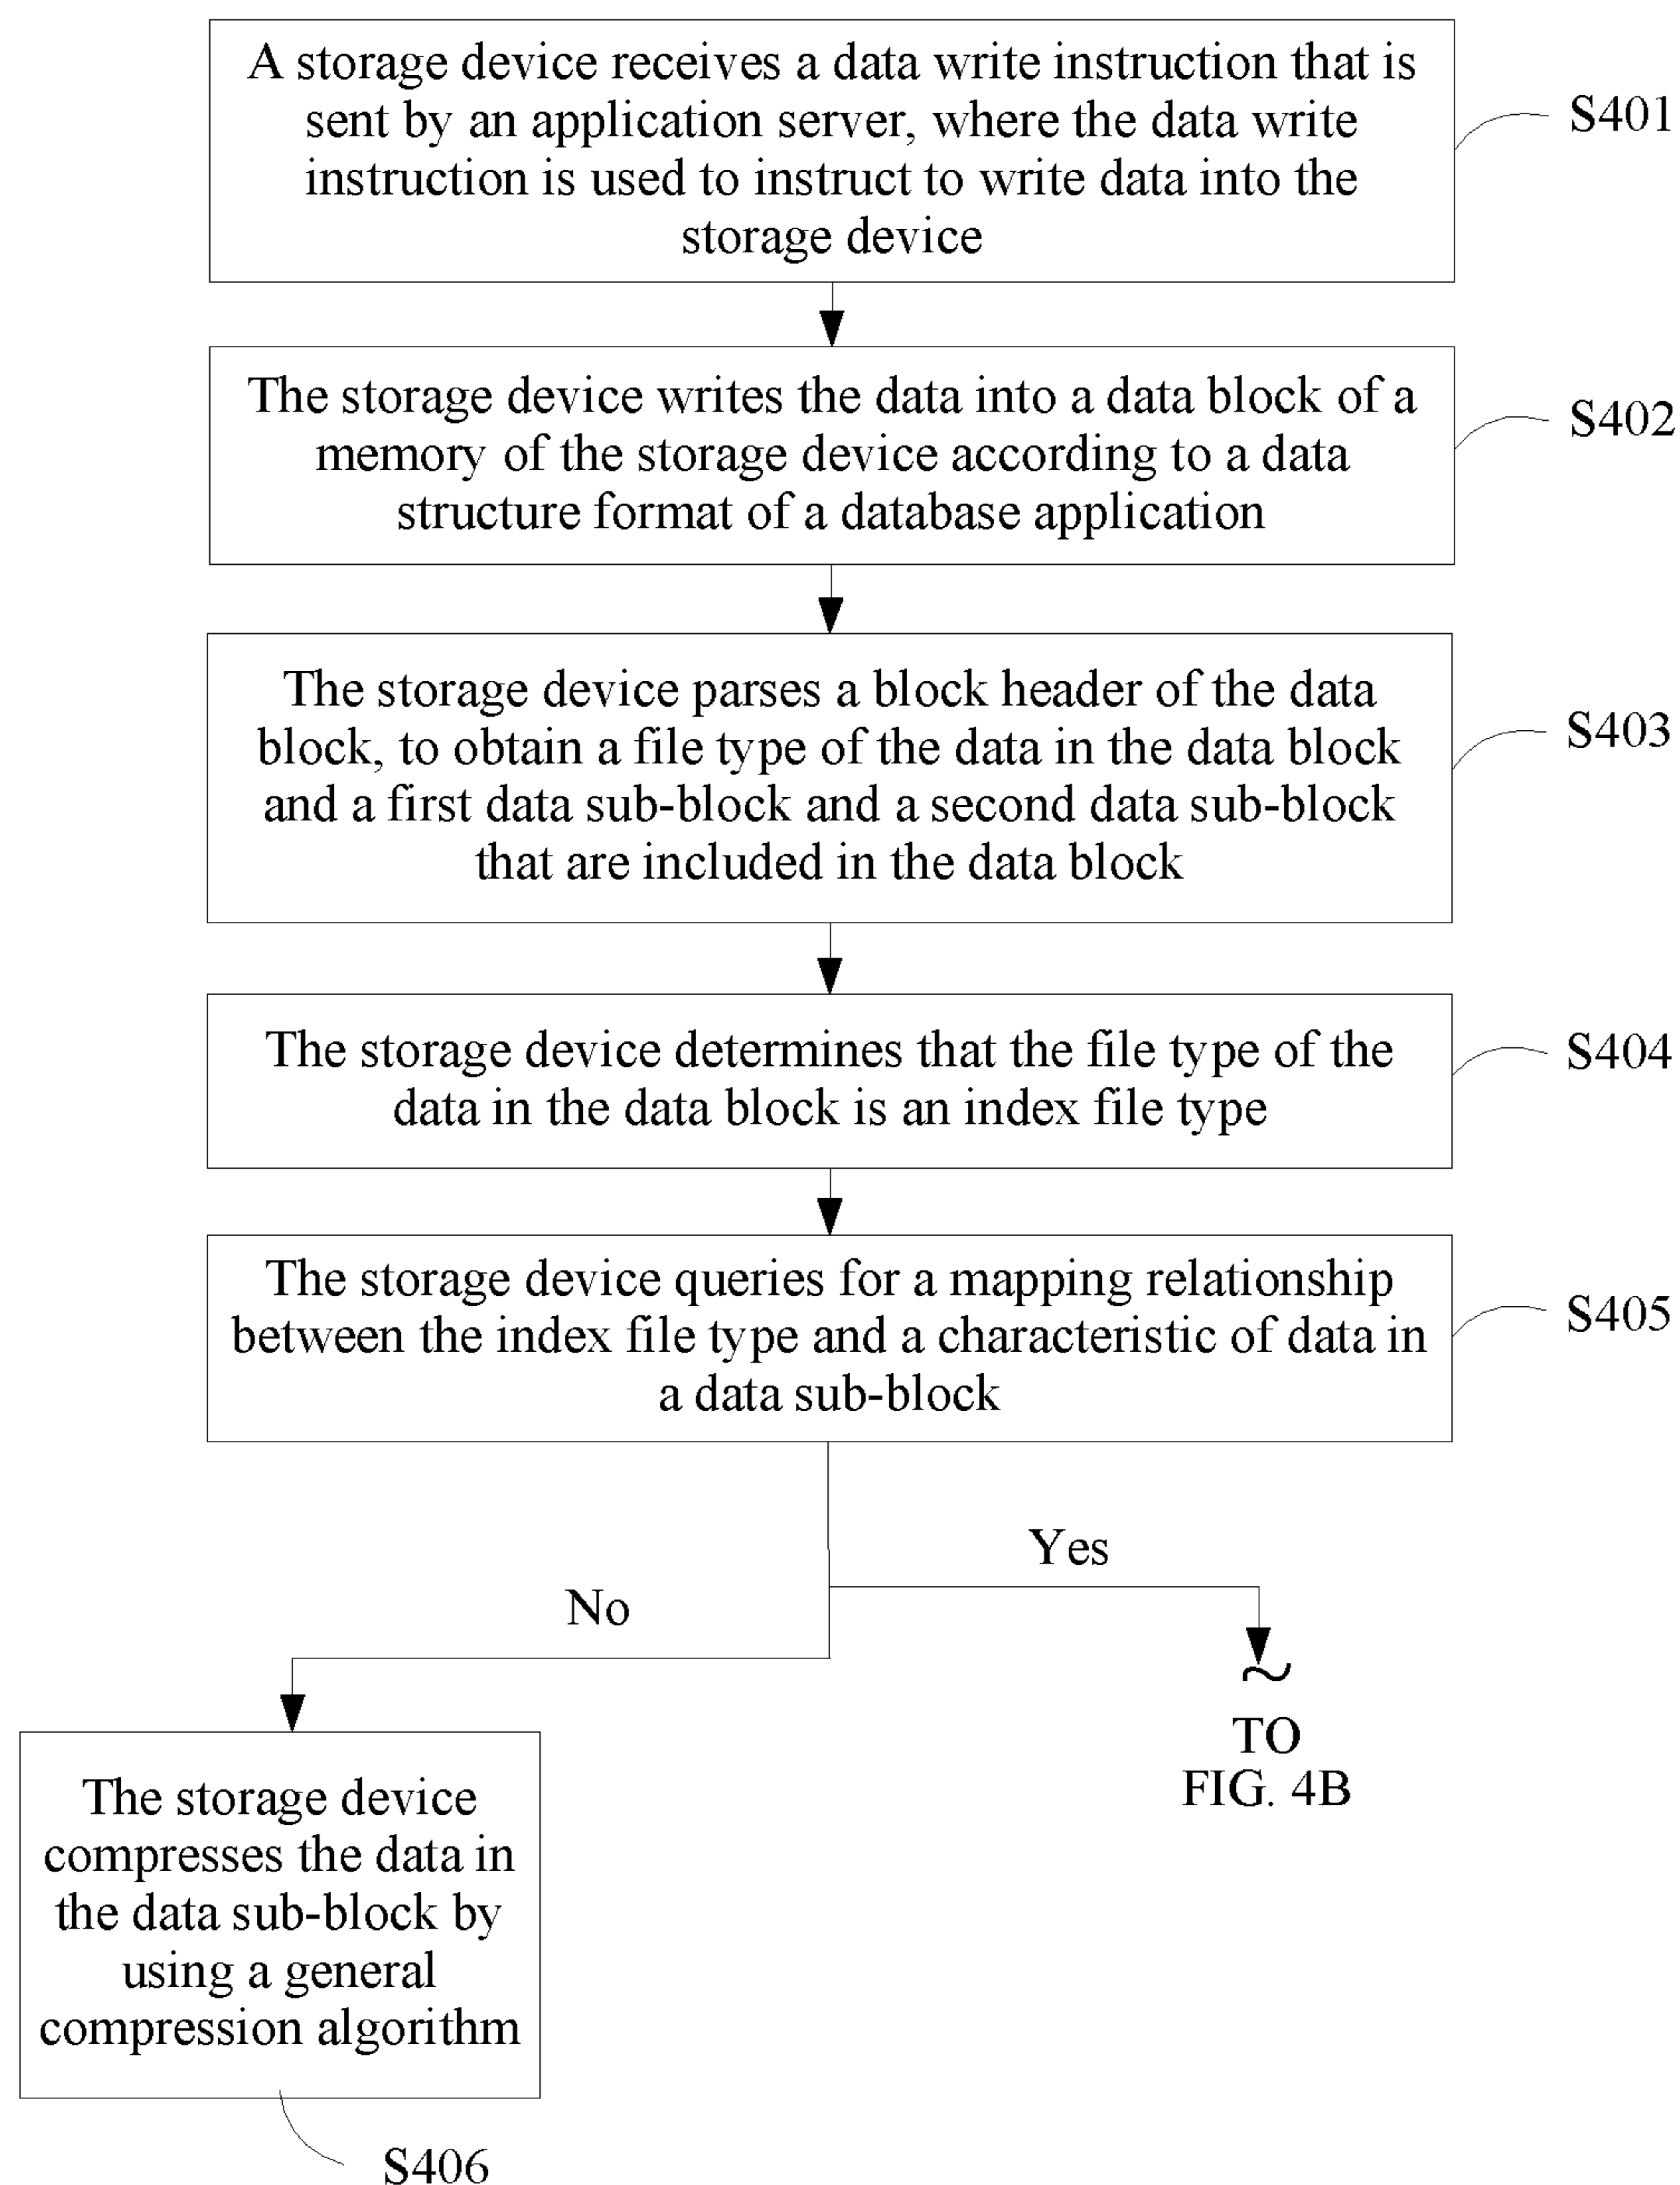 A storage device receives a data write instruction that is
sent by an application server, where the data write
instruction is used to instruct to write data into the
storage device
S401
The storage device writes the data into a data block of a
memory of the storage device according to a data
structure format of a database application
S402
The storage device parses a block header of the data
block, to obtain a file type of the data in the data block
and a first data sub-block and a second data sub-block
that are included in the data block
S403
The storage device determines that the file type of the
data in the data block is an index file type
S404
The storage device queries for a mapping relationship
between the index file type and a characteristic of data in
a data sub-block
S405
Yes
No
~
TO
FIG. 4B
The storage device
compresses the data in
the data sub-block by
using a general
compression algorithm
S406